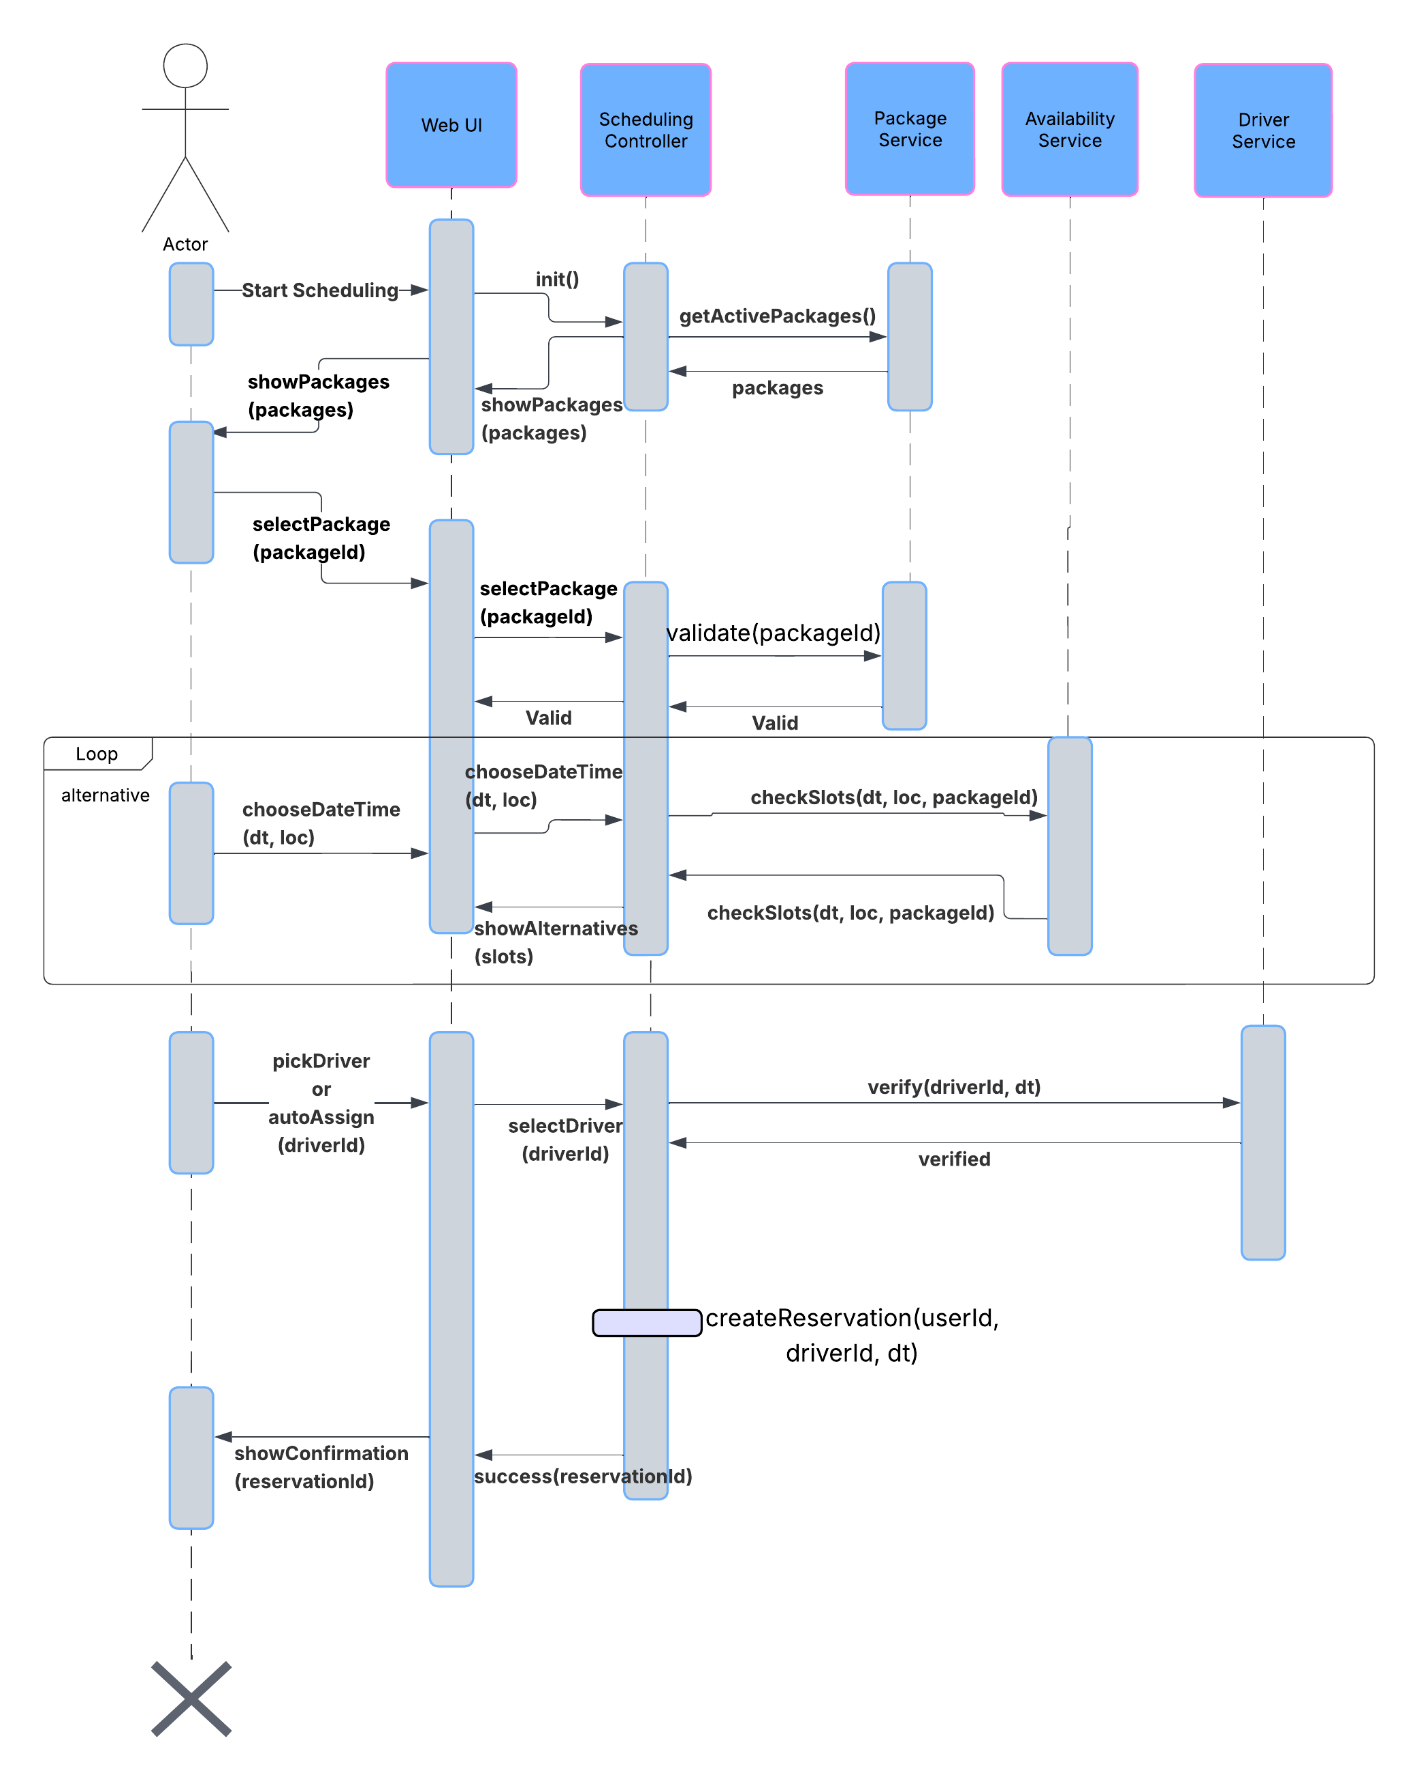 Web UI
Scheduling
Controller
Package
Service
Availability
Service
Driver
Service
Actor
Start Scheduling
init()
getActivePackages()
showPackages
(packages)
packages
showPackages
(packages)
selectPackage
(packageId)
selectPackage
(packageId)
validate(packageId)
Valid
Valid
Loop
alternative
chooseDateTime
(dt, loc)
chooseDateTime
(dt, loc)
checkSlots(dt, loc, packageId)
checkSlots(dt, loc, packageId)
showAlternatives
(slots)
pickDriver
or
autoAssign
(driverId)
selectDriver
(driverId)
verify(driverId, dt)
verified
createReservation(userId,
driverId, dt)
showConfirmation
(reservationId)
success(reservationId)